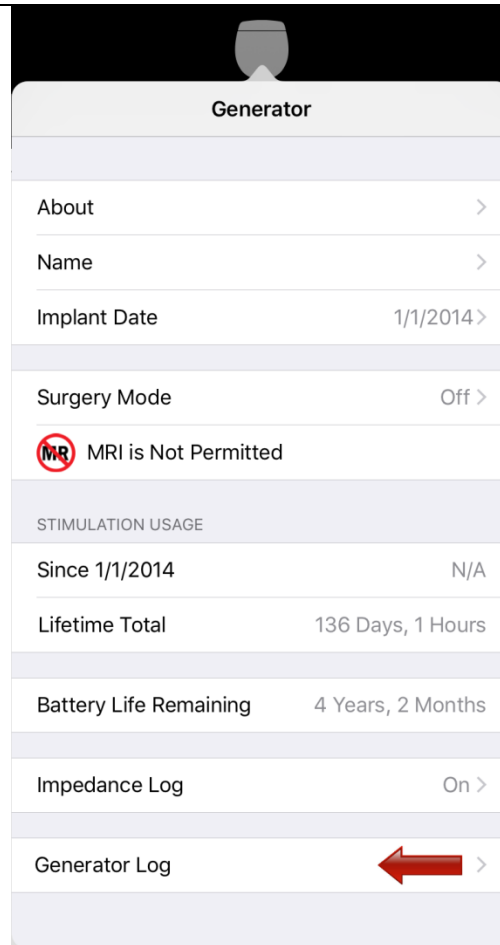 Generator
About
Name
Implant Date 1/1/2014
Surgery Mode Off
MR MRI is Not Permitted
STIMULATION USAGE
Since 1/1/2014 N/A
Lifetime Total 136 Days, 1 Hours
Battery Life Remaining 4 Years, 2 Months
Impedance Log On
Generator Log